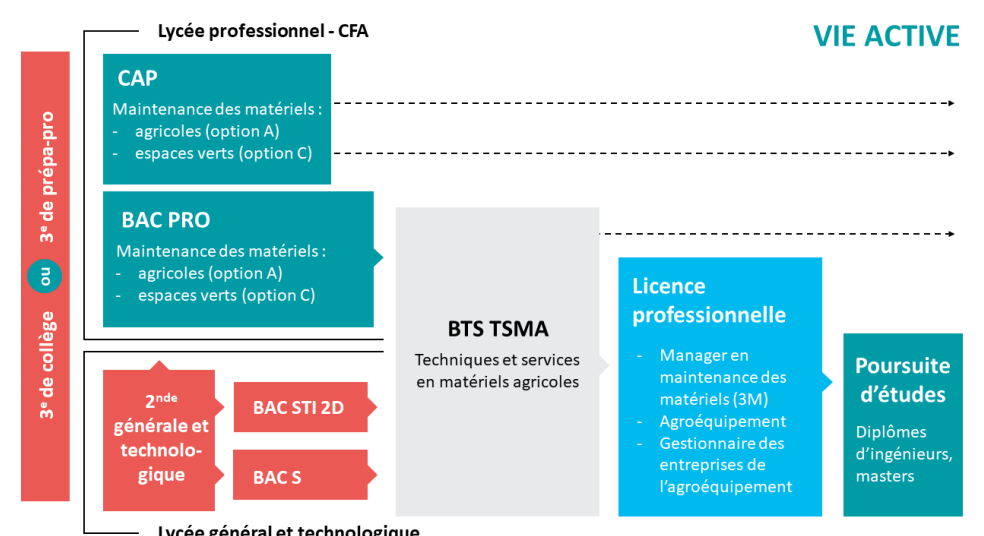 Lycée professionnel - CFA
VIE ACTIVE
3e de collège ou 3e de prépa-pro
CAP
Maintenance des matériels :
- agricoles (option A)
- espaces verts (option C)
BAC PRO
Maintenance des matériels :
- agricoles (option A)
- espaces verts (option C)
BTS TSMA
Techniques et services
en matériels agricoles
Licence
professionnelle
- Manager en
maintenance des
matériels (3M)
- Agroéquipement
- Gestionnaire des
entreprises de
l’agroéquipement
Poursuite
d’études
Diplômes
d’ingénieurs,
masters
2nde
générale et
technolo-
gique
BAC STI 2D
BAC S
Lycée général et technologique